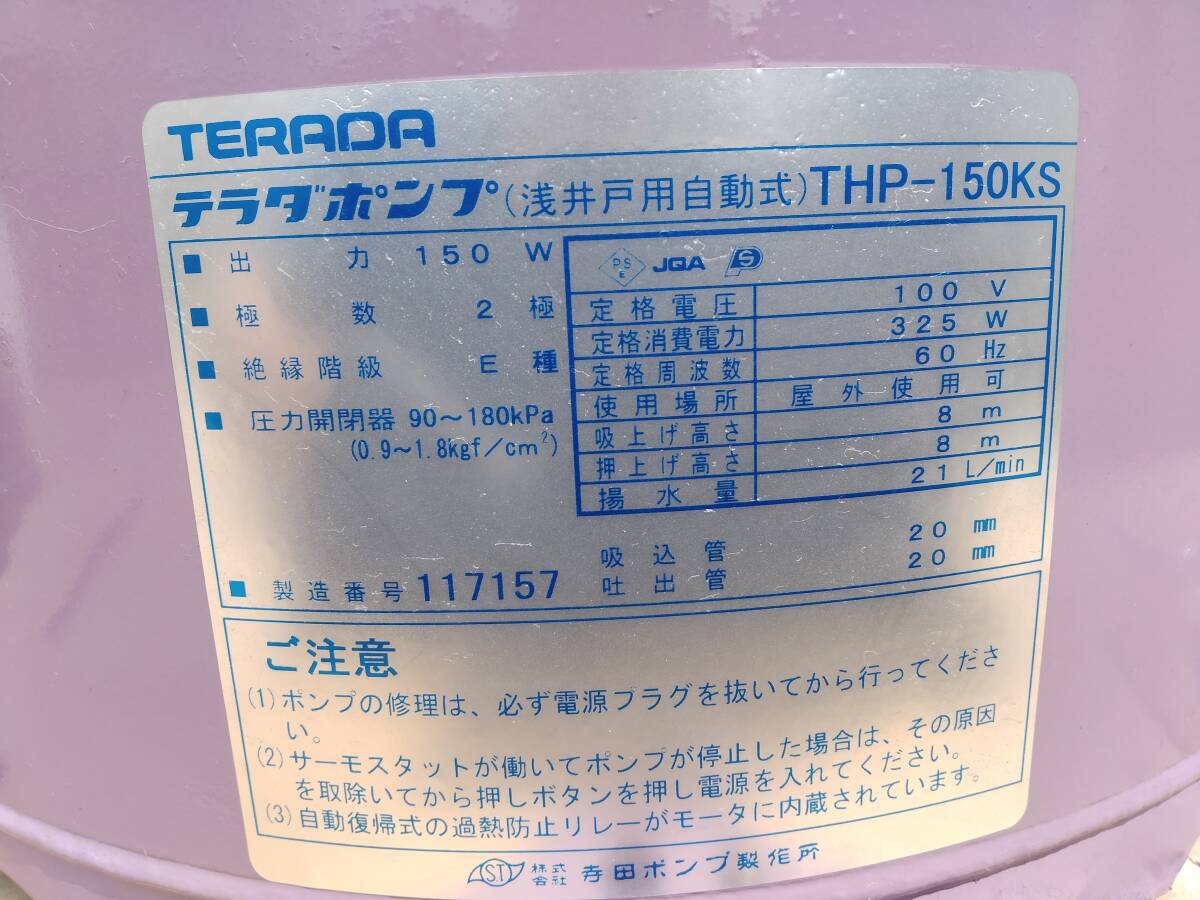 TERADA
テラダポンプ(浅井戸用自動式)THP-150KS
■ 出力 150 W
■ 極数 2 極
■ 絶縁階級 E 種
■ 圧力開閉器 90～180kPa
(0.9～1.8kgf/cm²)
■ 製造番号 117157
PSE JQA PS
定格電圧 100 V
定格消費電力 325 W
定格周波数 60 Hz
使用場所 屋外使用可
吸上げ高さ 8 m
押上げ高さ 8 m
揚水量 21 L/min
吸込管 20 mm
吐出管 20 mm
ご注意
(1) ポンプの修理は、必ず電源プラグを抜いてから行ってくださ
い。
(2) サーモスタットが働いてポンプが停止した場合は、その原因
を取除いてから押しボタンを押し電源を入れてください。
(3) 自動復帰式の過熱防止リレーがモータに内蔵されています。
ST 株式会社 寺田ポンプ製作所